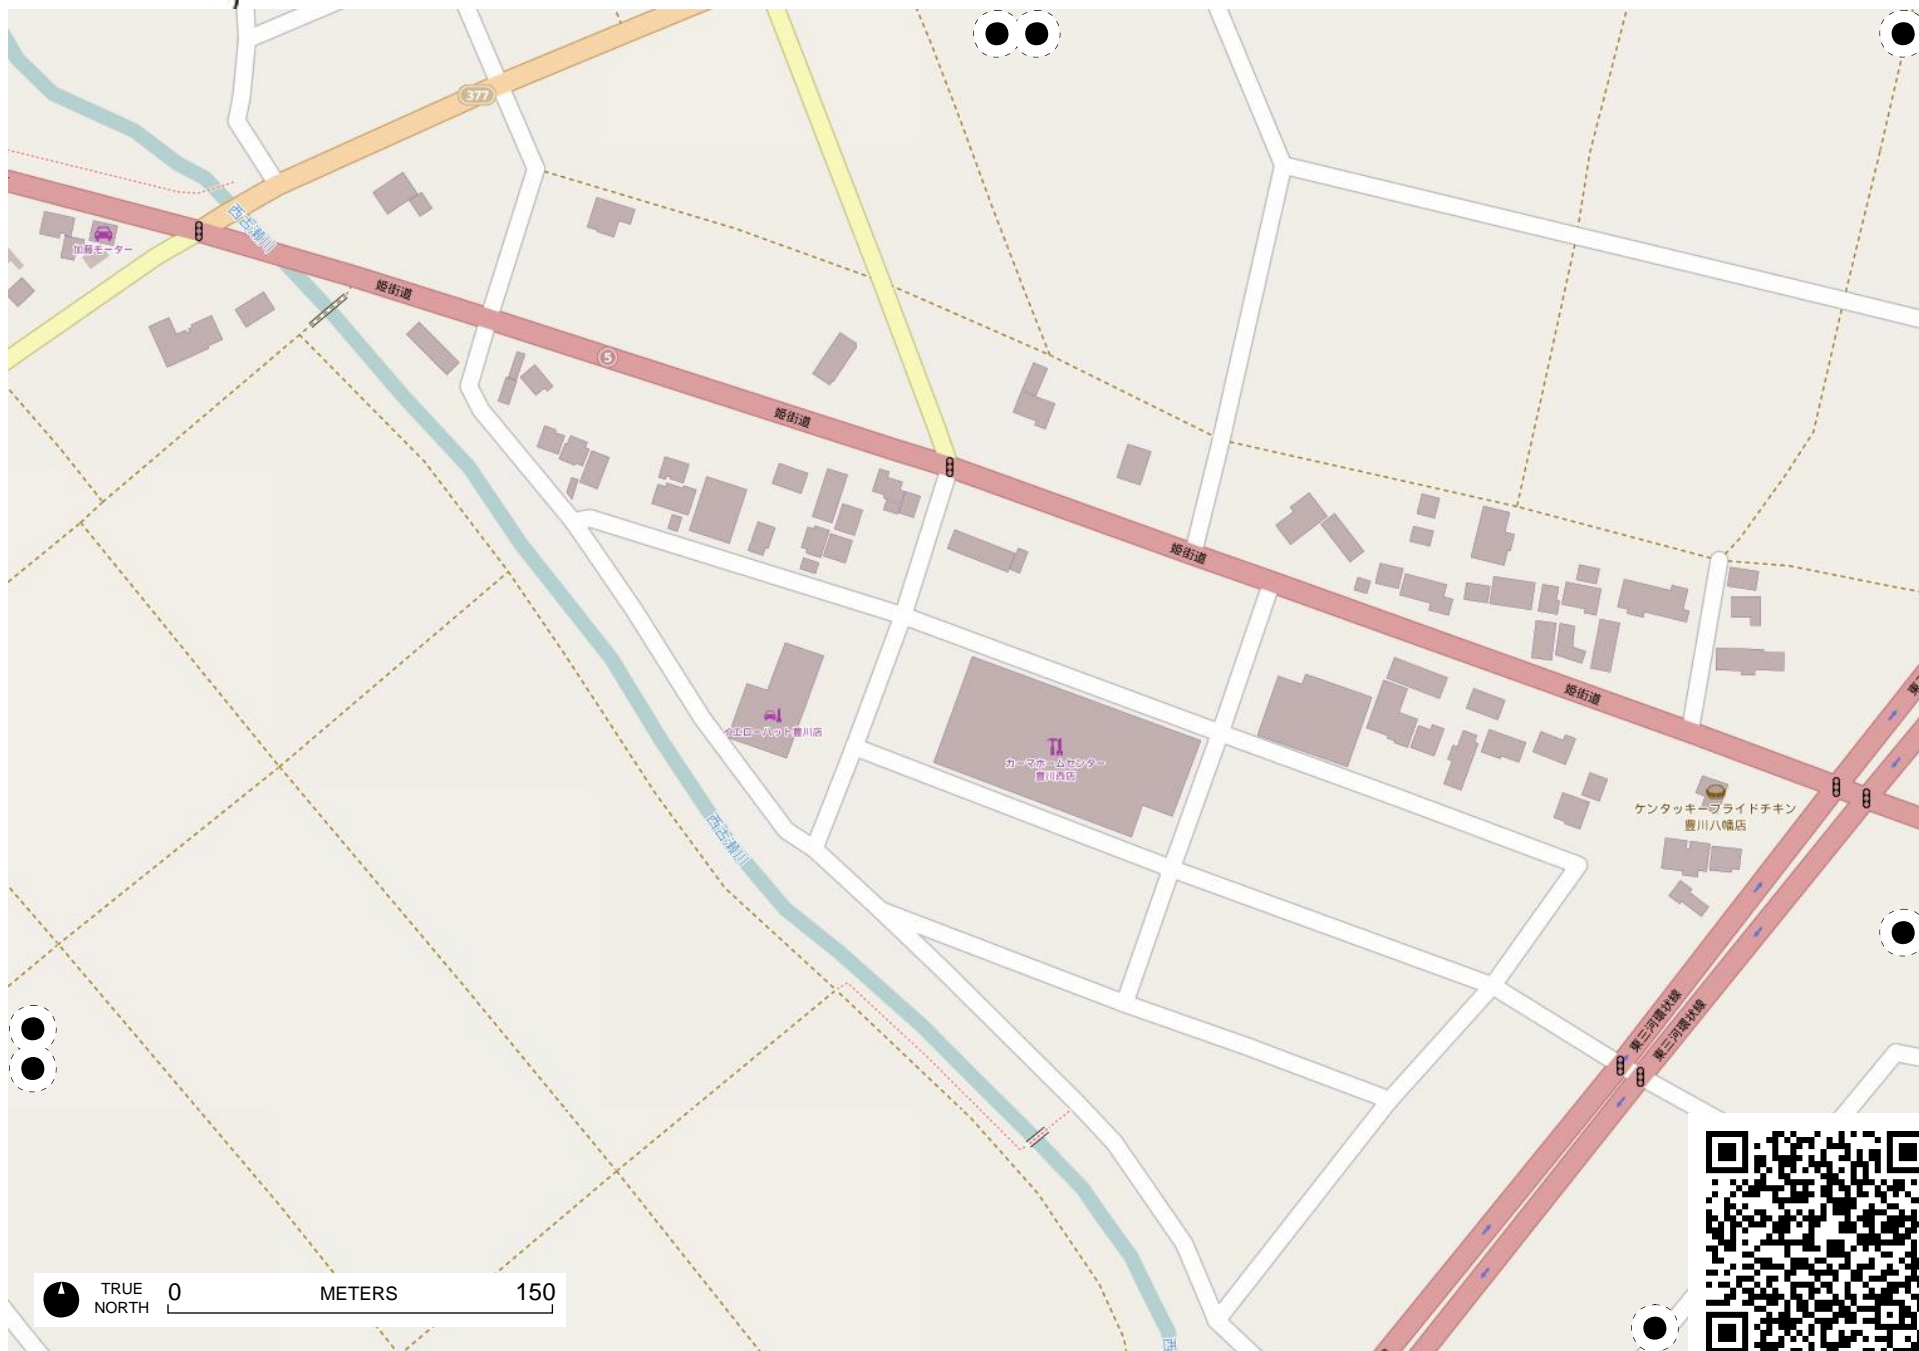 377
西古瀬川
加藤モーター
姫街道
5
姫街道
姫街道
姫街道
イエローハット豊川店
カーマホームセンター
豊川西店
ケンタッキーフライドチキン
豊川八幡店
西古瀬川
東三河環状線
東三河環状線
TRUE
NORTH
0 METERS 150
西